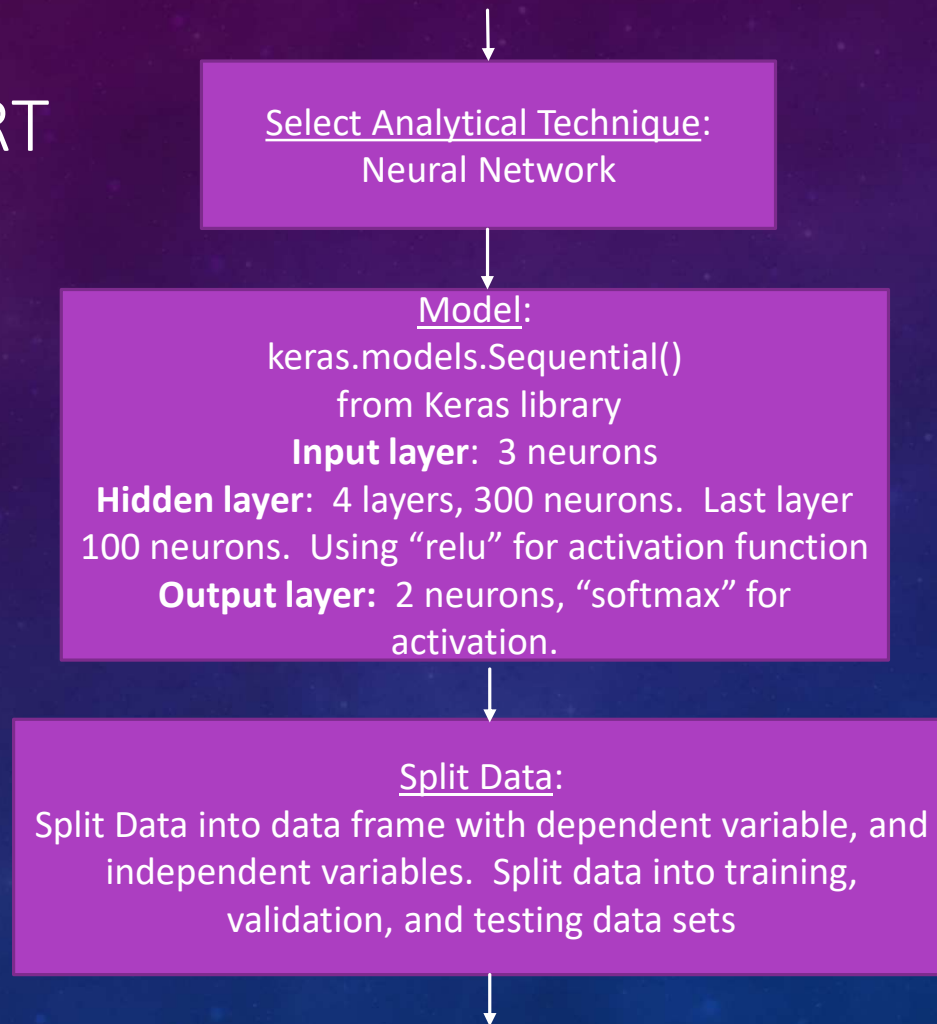 RT
Select Analytical Technique:
Neural Network
Model:
keras.models.Sequential()
from Keras library
Input layer:  3 neurons
Hidden layer:  4 layers, 300 neurons.  Last layer
100 neurons.  Using “relu” for activation function
Output layer:  2 neurons, “softmax” for
activation.
Split Data:
Split Data into data frame with dependent variable, and
independent variables.  Split data into training,
validation, and testing data sets